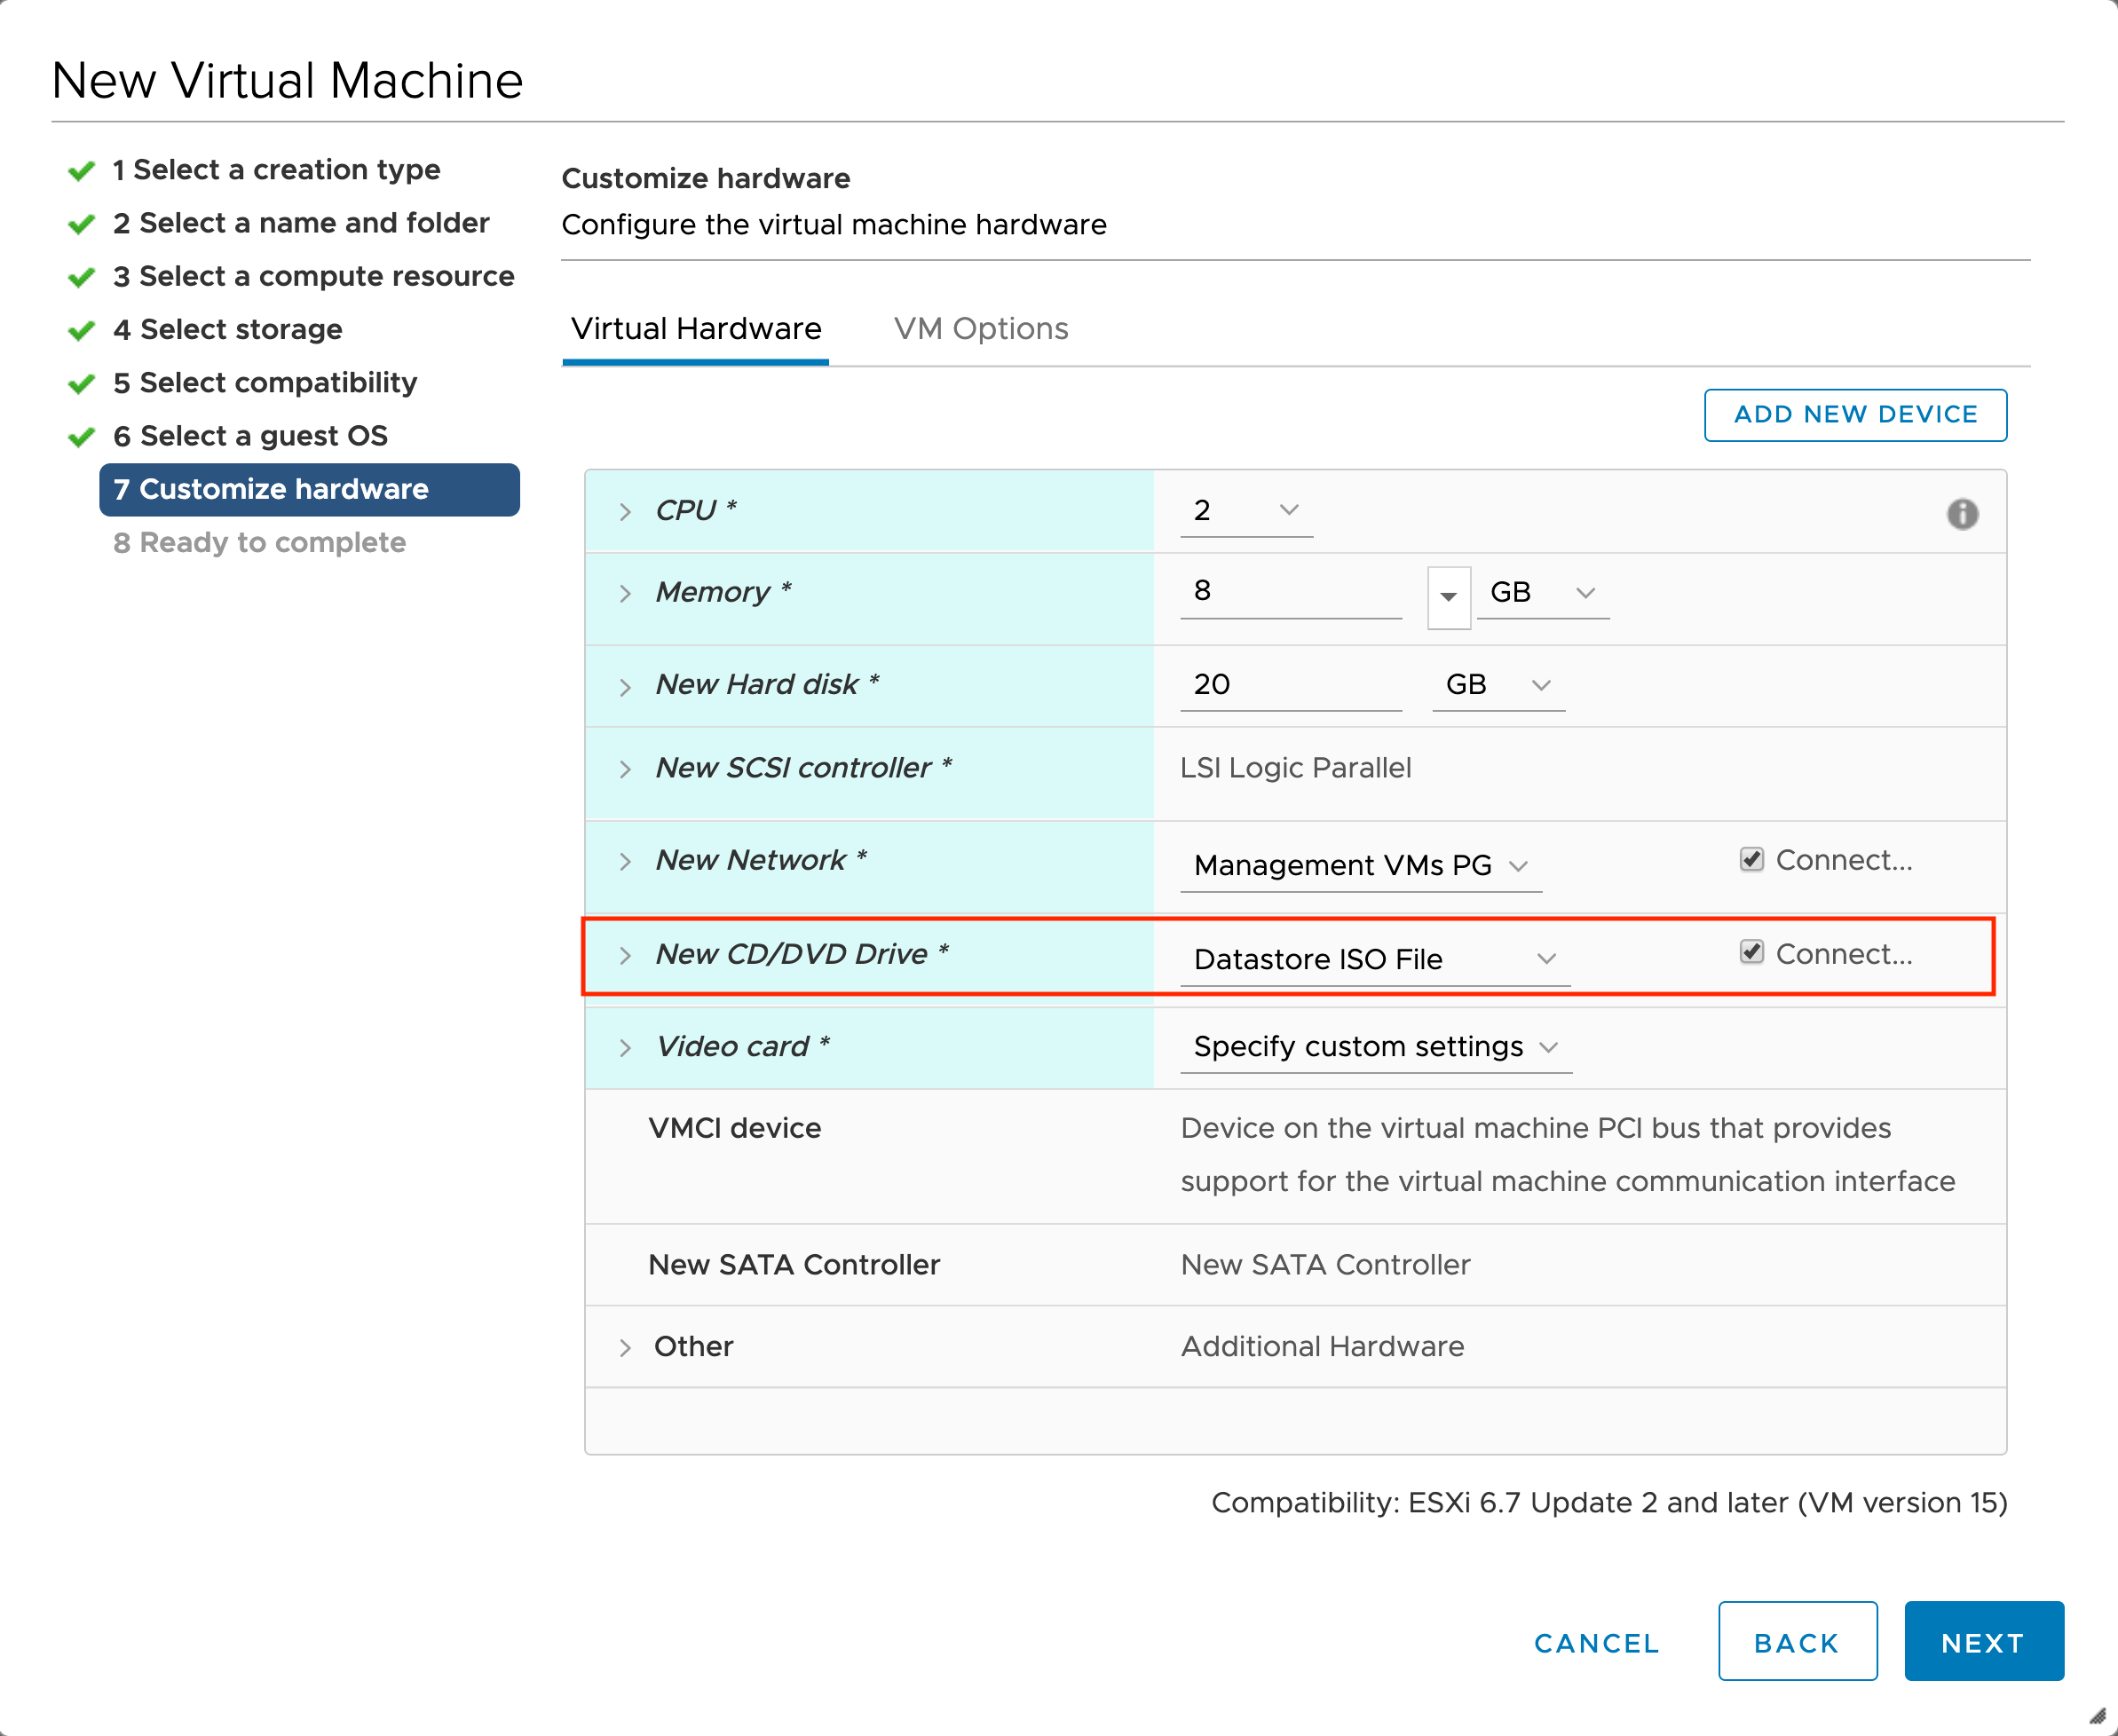 New Virtual Machine
1 Select a creation type
2 Select a name and folder
3 Select a compute resource
4 Select storage
5 Select compatibility
6 Select a guest OS
7 Customize hardware
8 Ready to complete
Customize hardware
Configure the virtual machine hardware
Virtual Hardware VM Options
ADD NEW DEVICE
CPU * 2
Memory * 8 GB
New Hard disk * 20 GB
New SCSI controller * LSI Logic Parallel
New Network * Management VMs PG Connect...
New CD/DVD Drive * Datastore ISO File Connect...
Video card * Specify custom settings
VMCI device Device on the virtual machine PCI bus that provides
support for the virtual machine communication interface
New SATA Controller New SATA Controller
Other Additional Hardware
Compatibility: ESXi 6.7 Update 2 and later (VM version 15)
CANCEL BACK NEXT